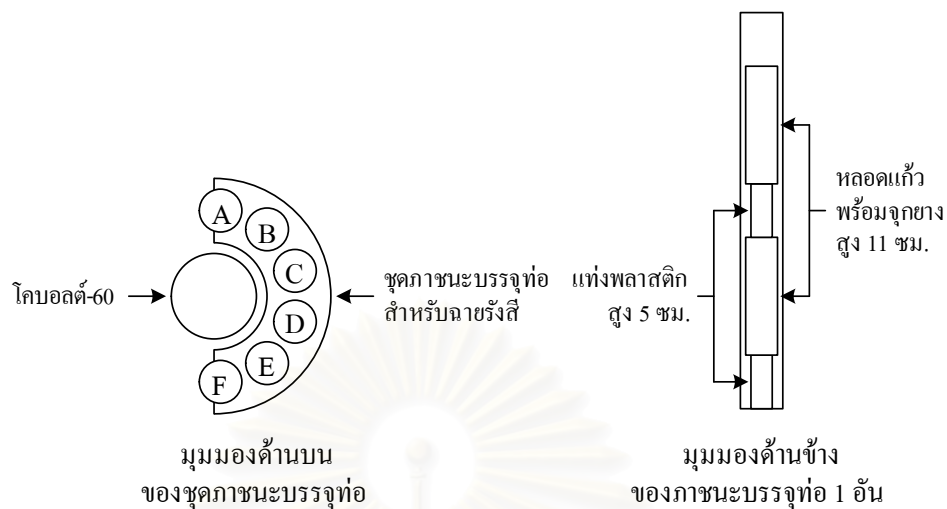 A
B
C
D
E
F
โคบอลต์-60
ชุดภาชนะบรรจุท่อ
สำหรับฉายรังสี
มุมมองด้านบน
ของชุดภาชนะบรรจุท่อ
หลอดแก้ว
พร้อมจุกยาง
สูง 11 ซม.
แท่งพลาสติก
สูง 5 ซม.
มุมมองด้านข้าง
ของภาชนะบรรจุท่อ 1 อัน